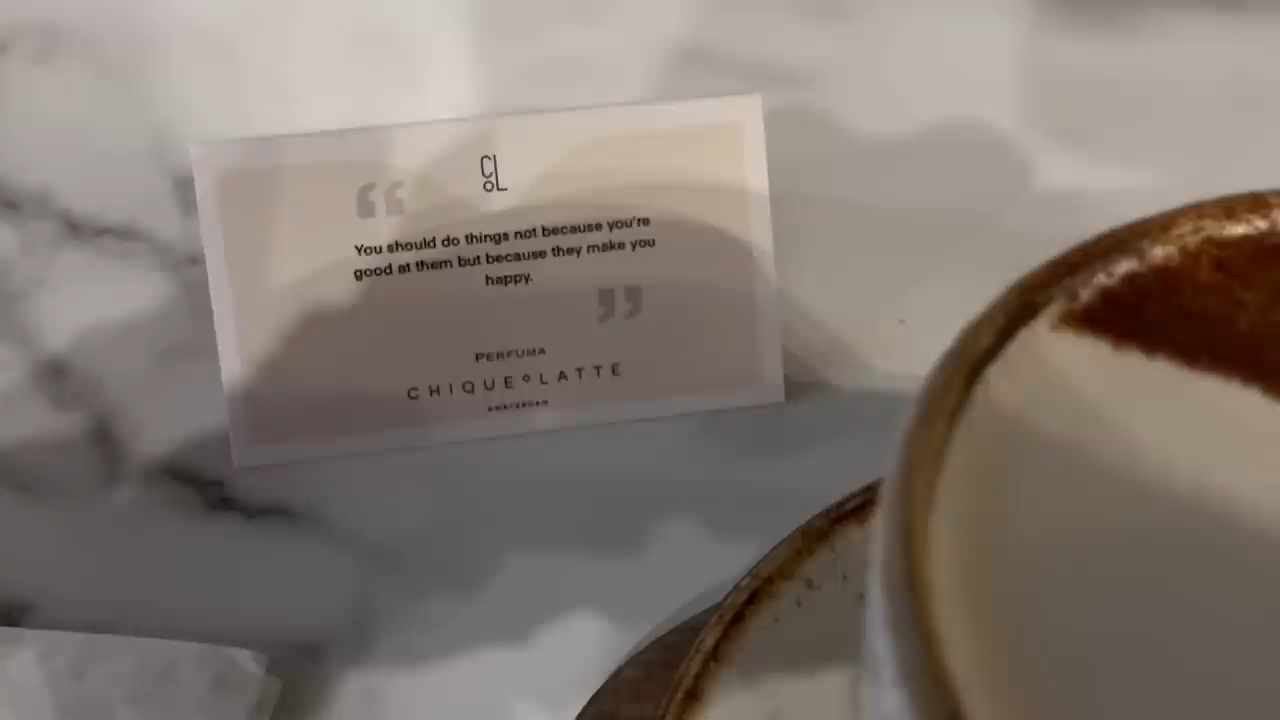 CL
“
You should do things not because you're
good at them but because they make you
happy.
”
PERFUMA
CHIQUE◇LATTE
AMSTERDAM